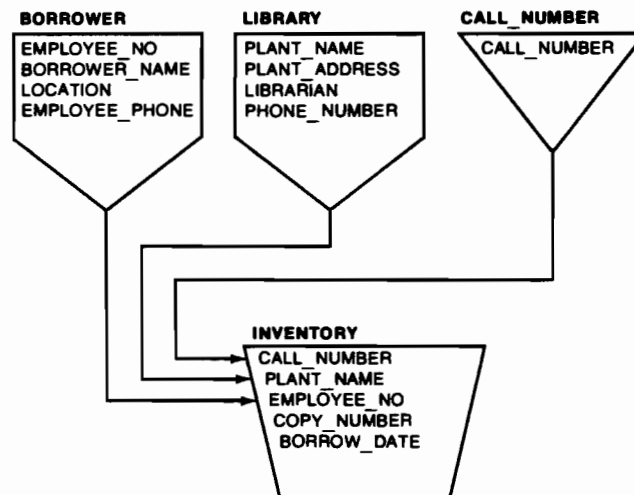 BORROWER
EMPLOYEE_NO
BORROWER_NAME
LOCATION
EMPLOYEE_PHONE
LIBRARY
PLANT_NAME
PLANT_ADDRESS
LIBRARIAN
PHONE_NUMBER
CALL_NUMBER
CALL_NUMBER
INVENTORY
CALL_NUMBER
PLANT_NAME
EMPLOYEE_NO
COPY_NUMBER
BORROW_DATE